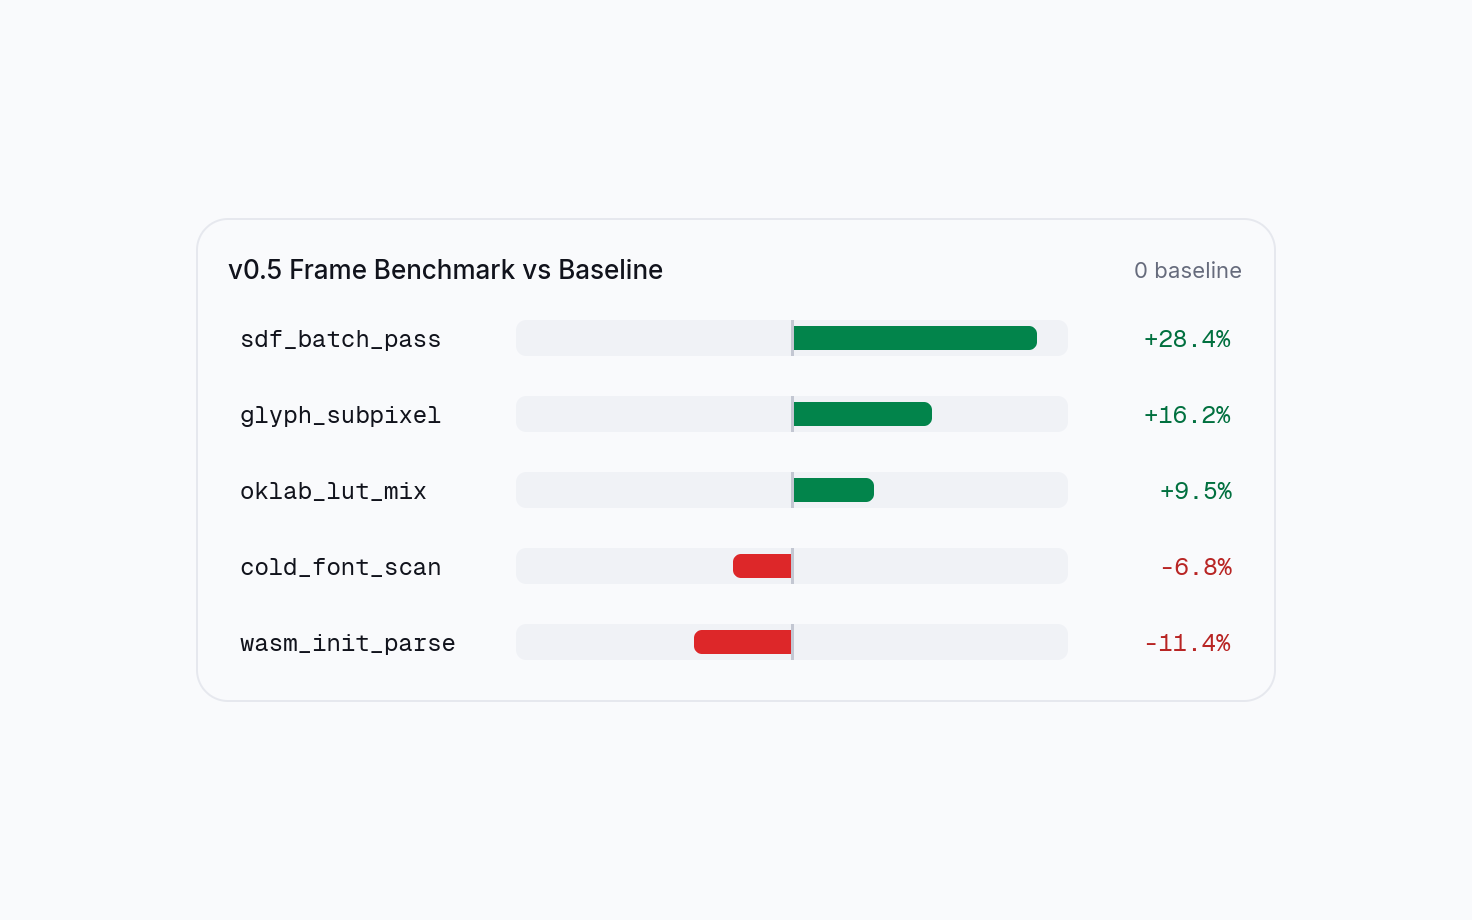 v0.5 Frame Benchmark vs Baseline 0 baseline
sdf_batch_pass +28.4%
glyph_subpixel +16.2%
oklab_lut_mix +9.5%
cold_font_scan -6.8%
wasm_init_parse -11.4%